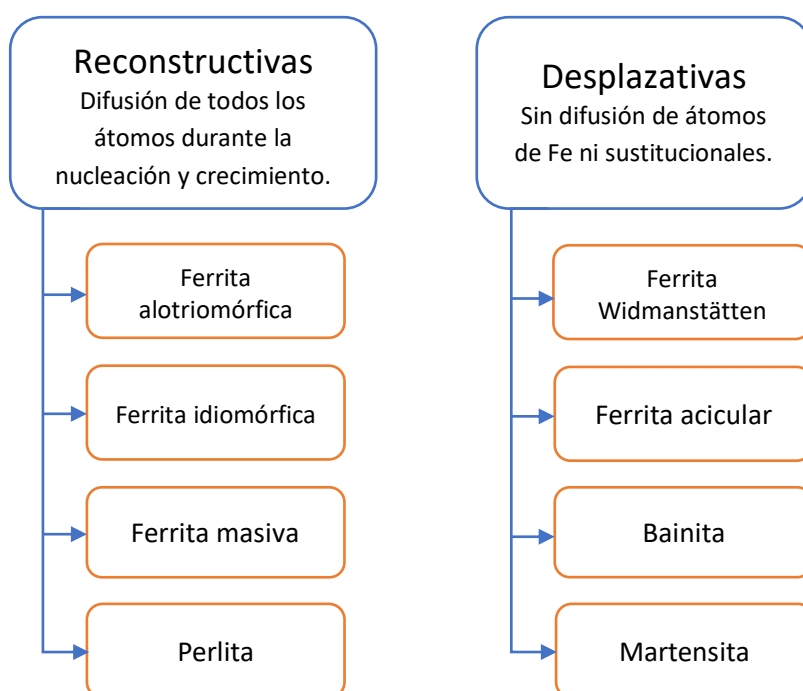 Reconstructivas
Difusión de todos los
átomos durante la
nucleación y crecimiento.
Ferrita
alotriomórfica
Ferrita idiomórfica
Ferrita masiva
Perlita
Desplazativas
Sin difusión de átomos
de Fe ni sustitucionales.
Ferrita
Widmanstätten
Ferrita acicular
Bainita
Martensita